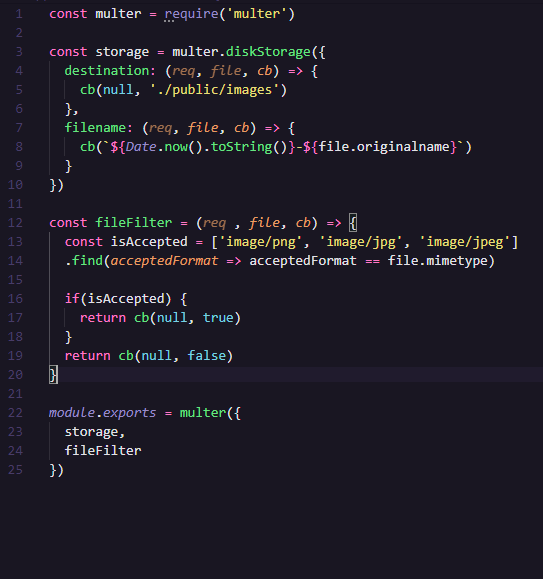 1 const multer = require('multer')
2
3 const storage = multer.diskStorage({
4   destination: (req, file, cb) => {
5     cb(null, './public/images')
6   },
7   filename: (req, file, cb) => {
8     cb(`${Date.now().toString()}-${file.originalname}`)
9   }
10 })
11
12 const fileFilter = (req , file, cb) => {
13   const isAccepted = ['image/png', 'image/jpg', 'image/jpeg']
14   .find(acceptedFormat => acceptedFormat == file.mimetype)
15
16   if(isAccepted) {
17     return cb(null, true)
18   }
19   return cb(null, false)
20 }
21
22 module.exports = multer({
23   storage,
24   fileFilter
25 })